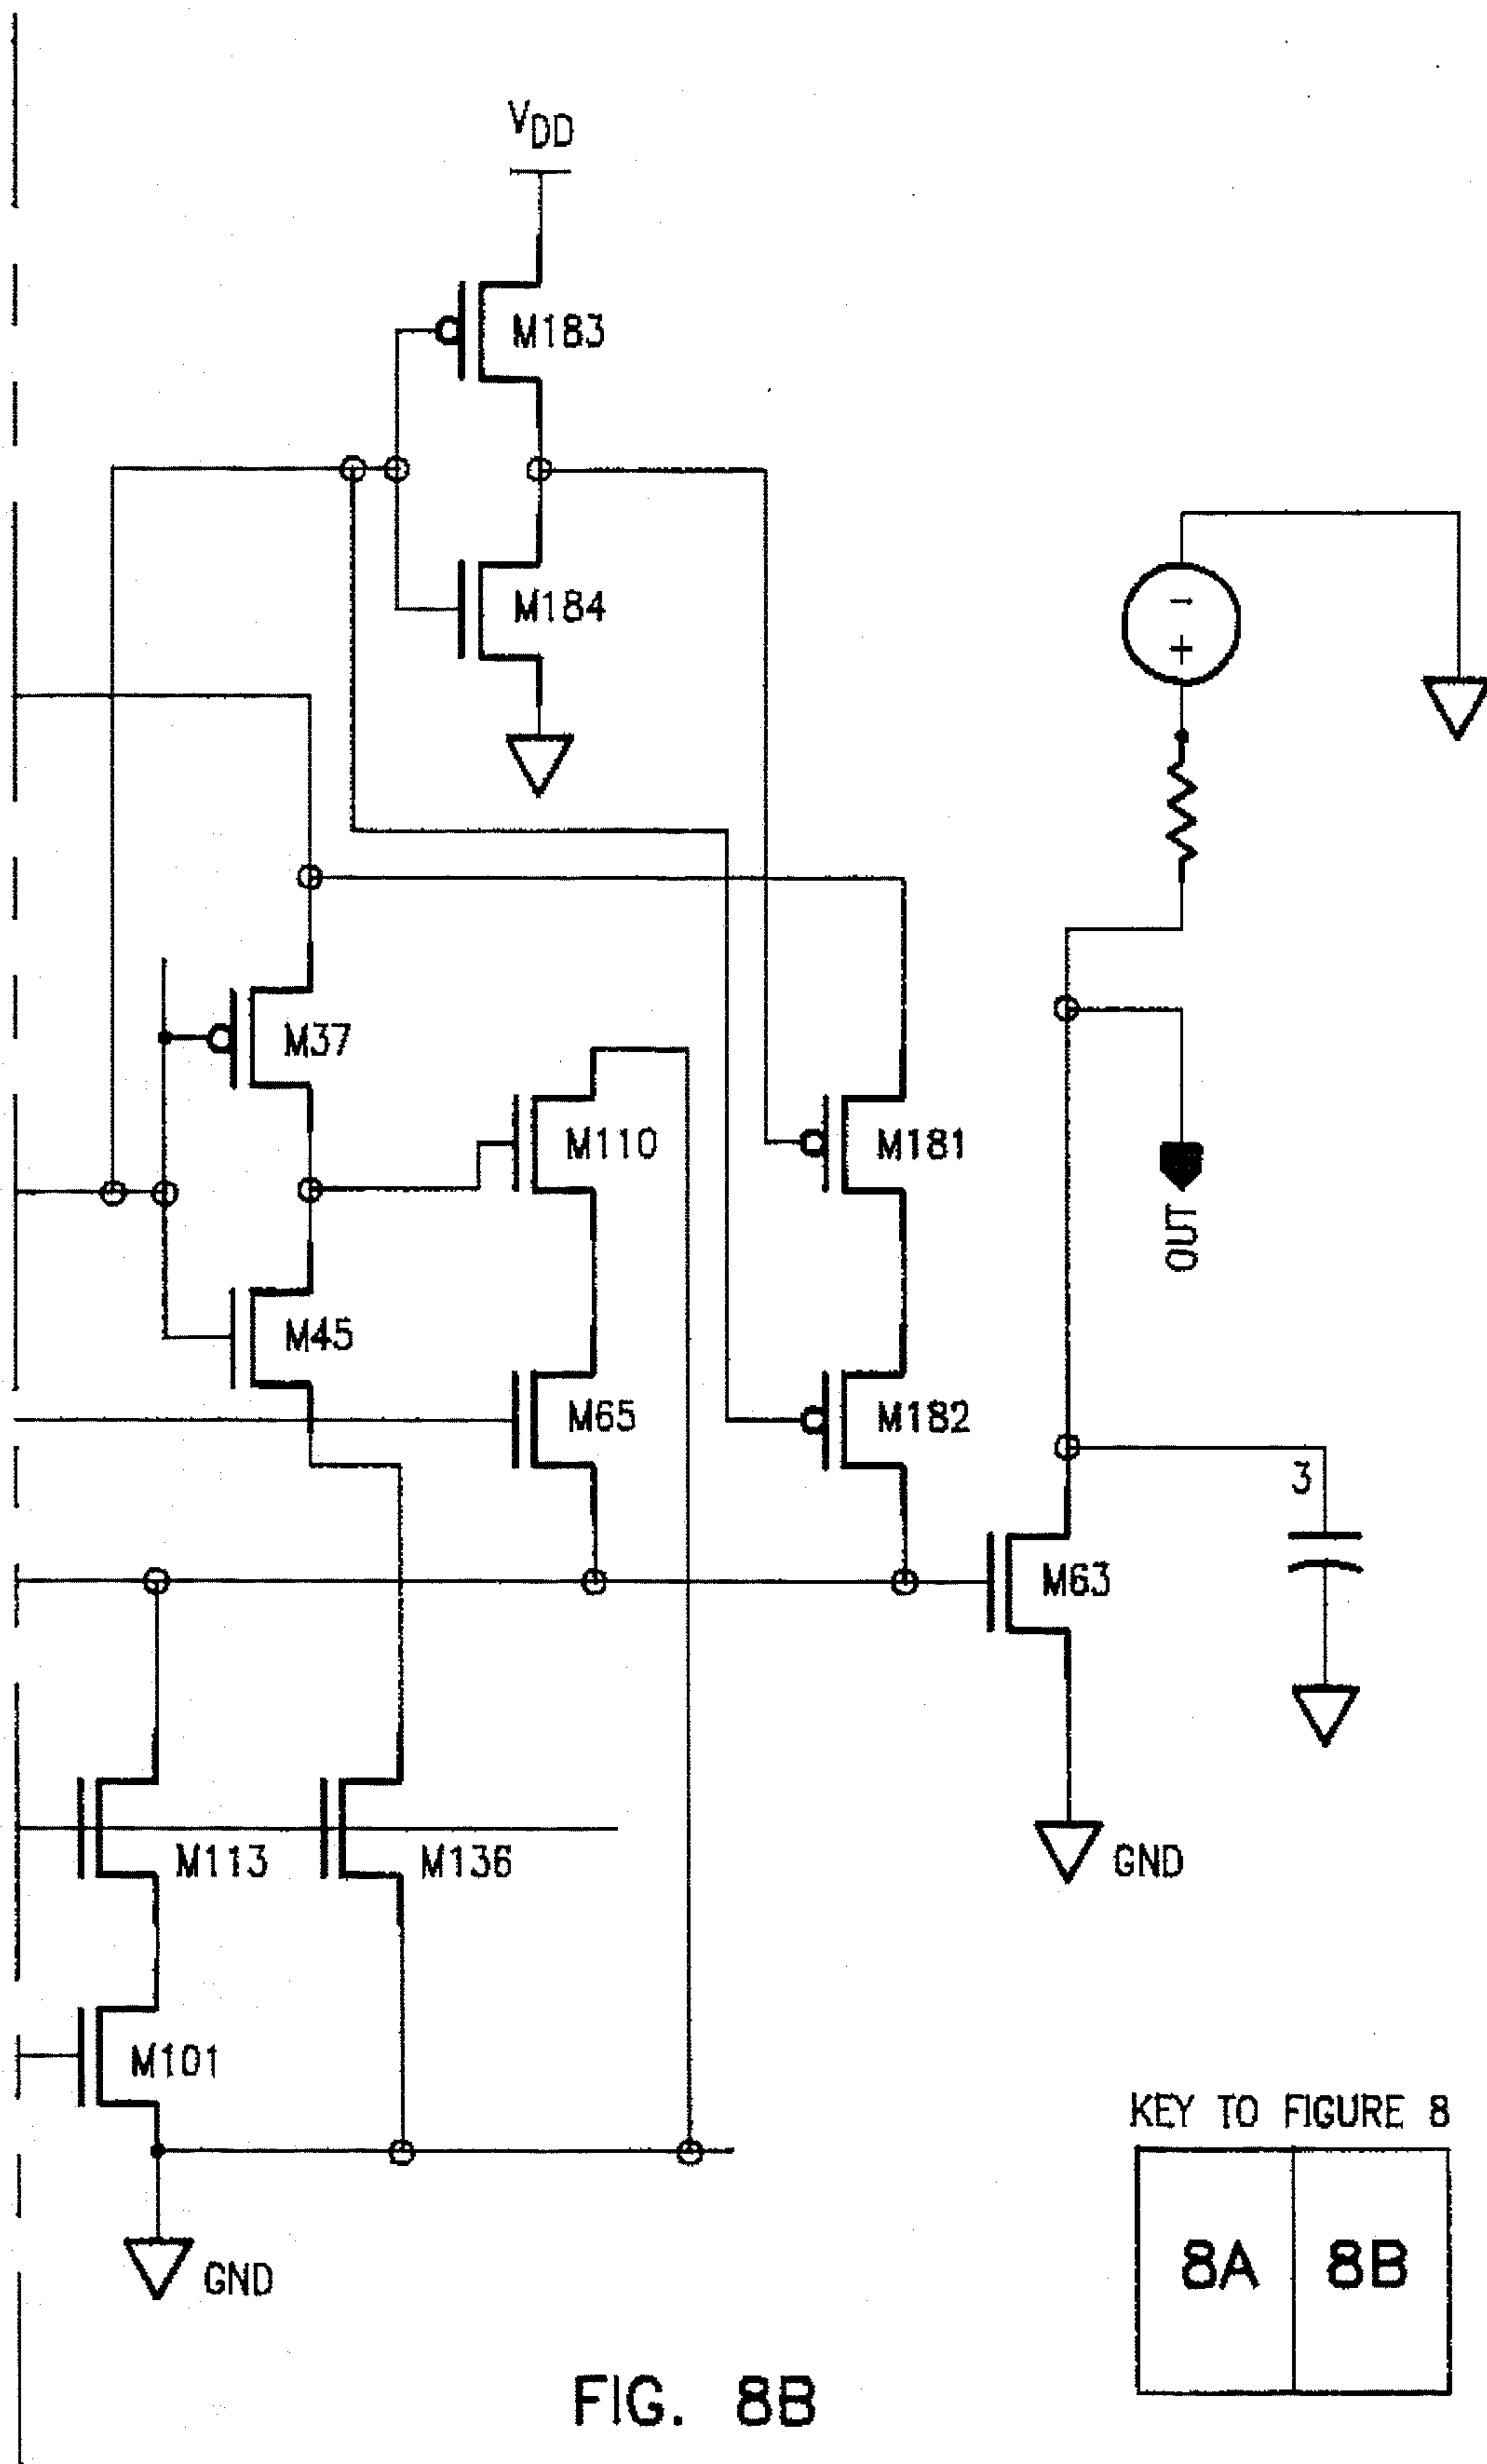 VDD
M183
M184
−
+
M37
M110
M181
OUT
M45
M65
M182
3
M63
M113
M136
GND
M101
KEY TO FIGURE 8
8A 8B
GND
FIG. 8B